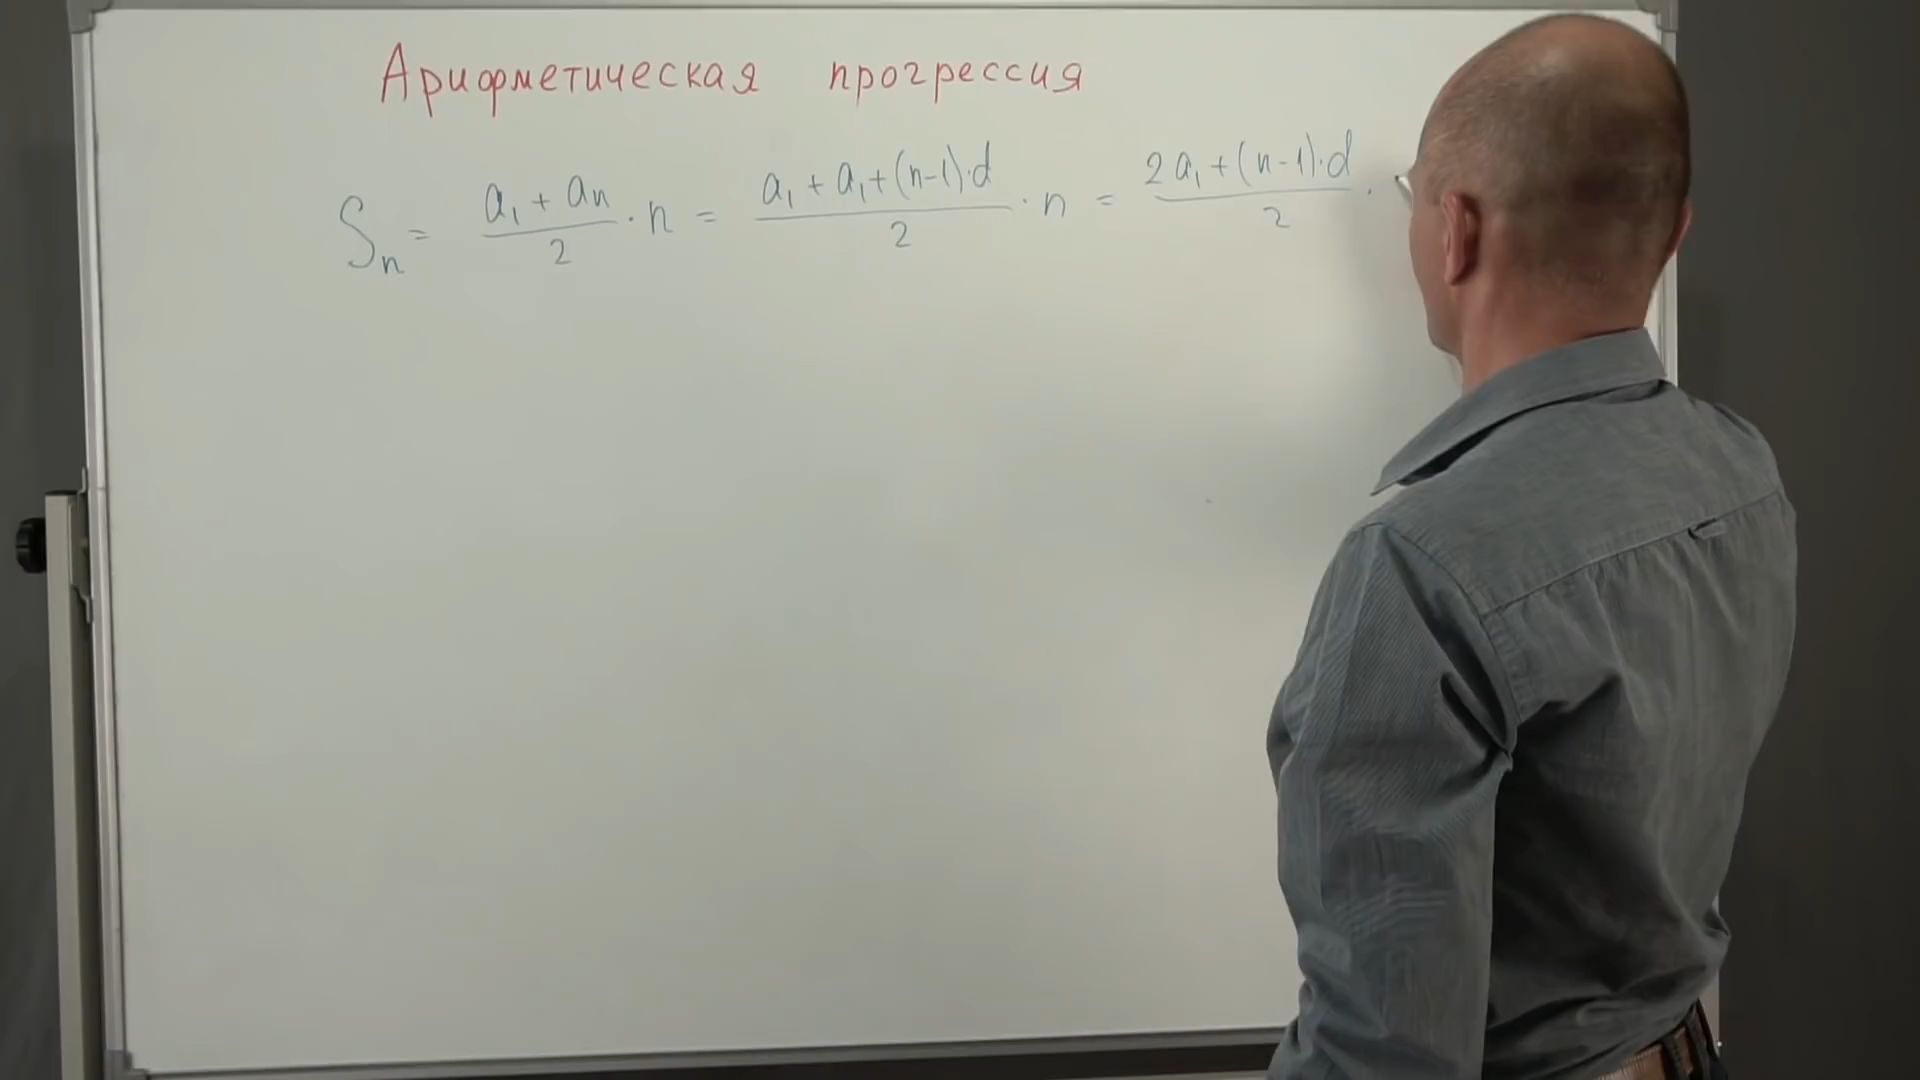 Арифметическая прогрессия
Sn = (a1 + an)/2 · n = (a1 + a1 + (n-1)·d)/2 · n = (2a1 + (n-1)·d)/2 ·